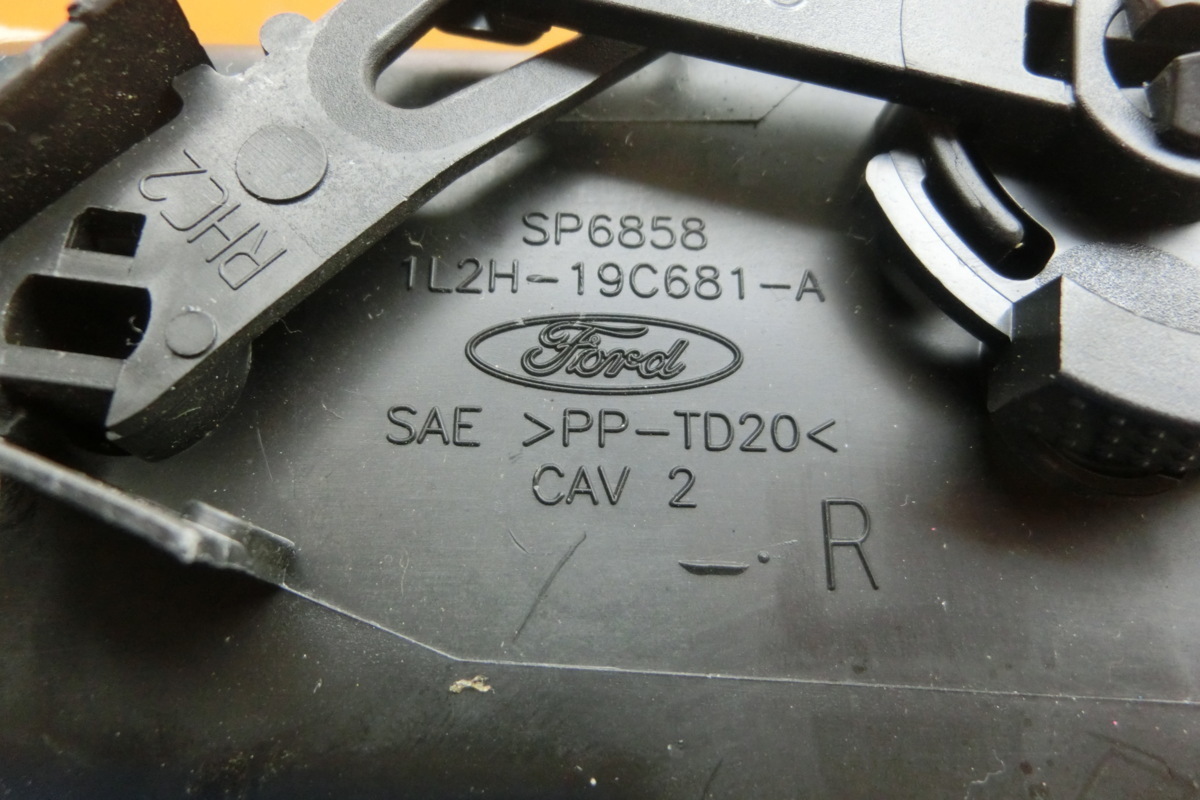 RHC2
SP6858
1L2H-19C681-A
Ford
SAE >PP-TD20<
CAV 2
R